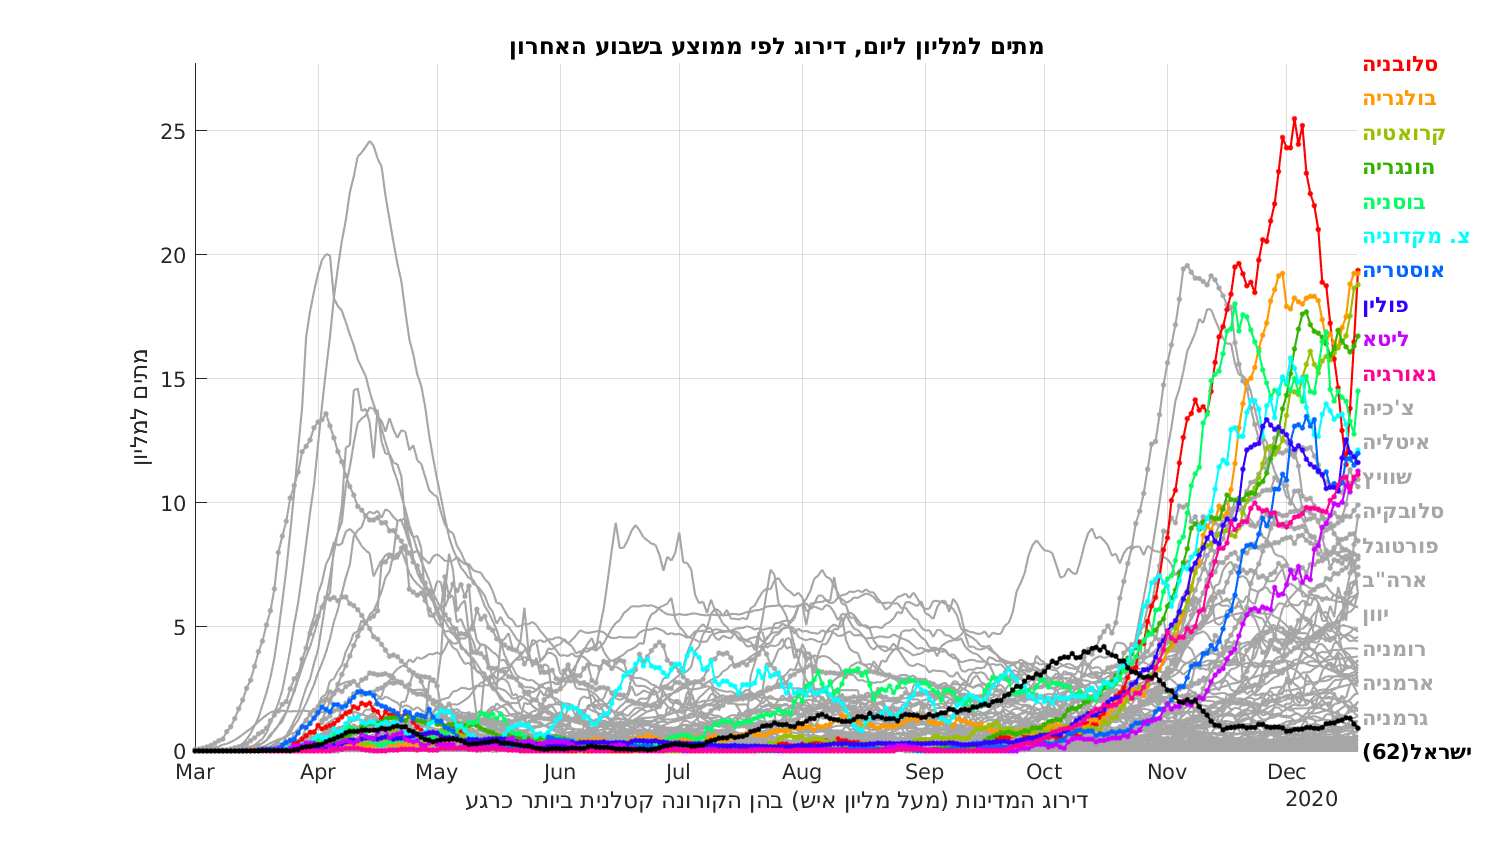 מתים למליון ליום, דירוג לפי ממוצע בשבוע האחרון
מתים למליון
25
20
15
10
5
0
Mar Apr May Jun Jul Aug Sep Oct Nov Dec
2020
דירוג המדינות (מעל מליון איש) בהן הקורונה קטלנית ביותר כרגע
סלובניה
בולגריה
קרואטיה
הונגריה
בוסניה
צ. מקדוניה
אוסטריה
פולין
ליטא
גאורגיה
צ'כיה
איטליה
שוויץ
סלובקיה
פורטוגל
ארה"ב
יוון
רומניה
ארמניה
גרמניה
ישראל(62)